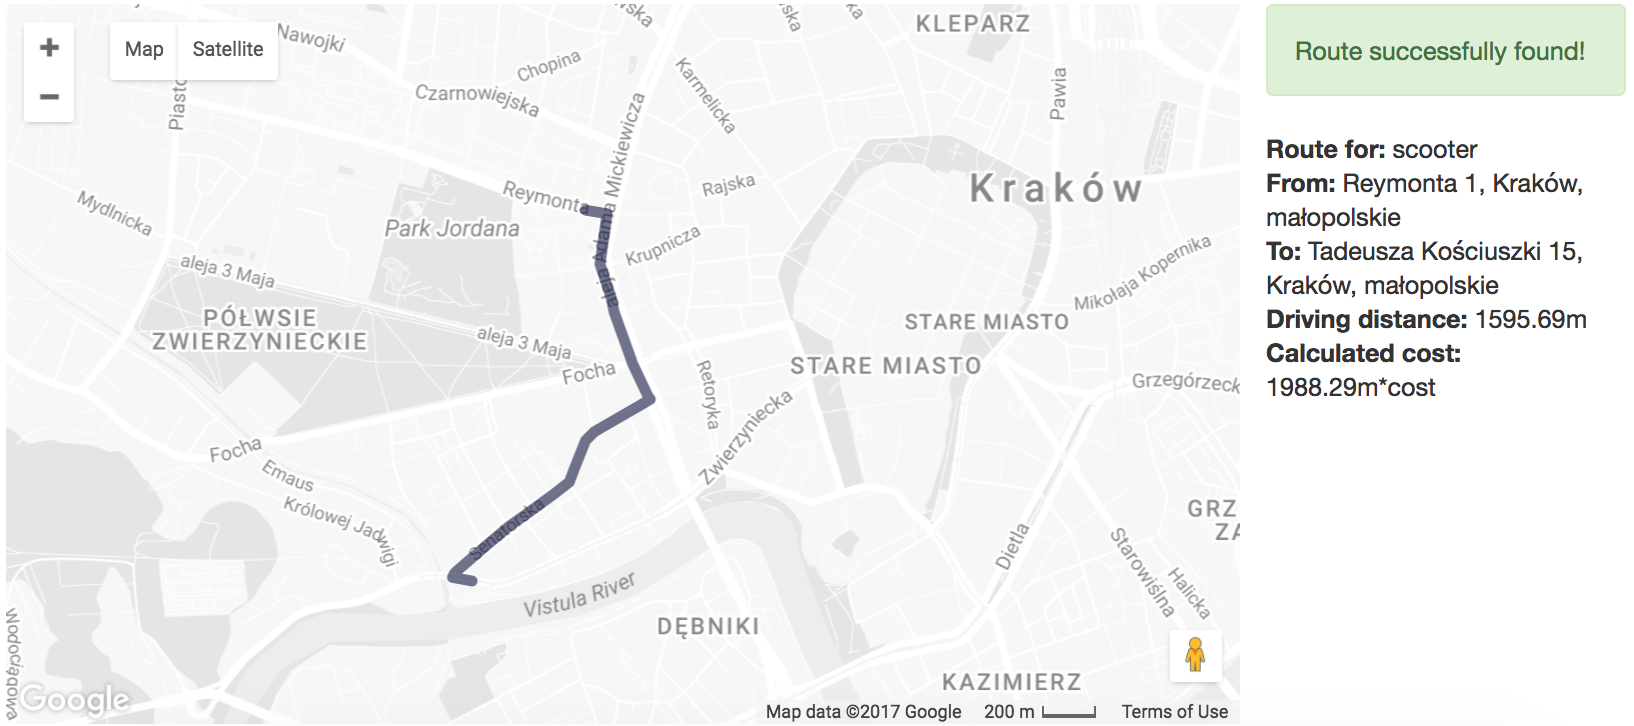 KLEPARZ
Nawojki
Map
Satellite
Chopina
Karmelicka
Pawia
Czarnowiejska
aleja Adama Mickiewicza
Rajska
Kraków
Reymonta
Mydlnicka
Park Jordana
Krupnicza
Mikołaja Kopernika
aleja 3 Maja
PÓŁWSIE
ZWIERZYNIECKIE
STARE MIASTO
aleja 3 Maja
Focha
STARE MIASTO
Retoryka
Grzegórzeck
Zwierzyniecka
Focha
Emaus
Królowej Jadwigi
GRZ
ZA
Senatorska
Dietla
Starowiślna
Halicka
Vistula River
DĘBNIKI
Wodociągowa
KAZIMIERZ
Google
Map data ©2017 Google
200 m
Terms of Use
Route successfully found!
Route for: scooter
From: Reymonta 1, Kraków,
małopolskie
To: Tadeusza Kościuszki 15,
Kraków, małopolskie
Driving distance: 1595.69m
Calculated cost:
1988.29m*cost